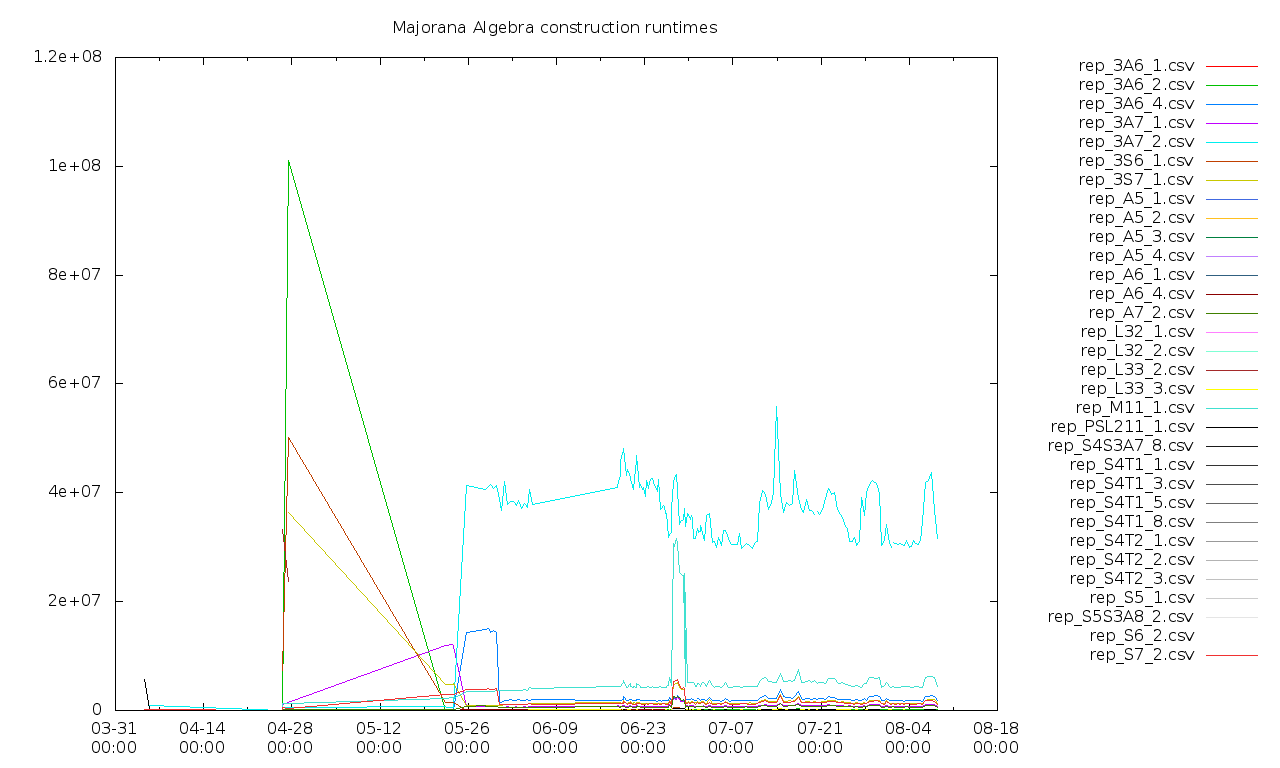 Majorana Algebra construction runtimes
1.2e+08
1e+08
8e+07
6e+07
4e+07
2e+07
0
03-31 04-14 04-28 05-12 05-26 06-09 06-23 07-07 07-21 08-04 08-18
00:00 00:00 00:00 00:00 00:00 00:00 00:00 00:00 00:00 00:00 00:00
rep_3A6_1.csv
rep_3A6_2.csv
rep_3A6_4.csv
rep_3A7_1.csv
rep_3A7_2.csv
rep_3S6_1.csv
rep_3S7_1.csv
rep_A5_1.csv
rep_A5_2.csv
rep_A5_3.csv
rep_A5_4.csv
rep_A6_1.csv
rep_A6_4.csv
rep_A7_2.csv
rep_L32_1.csv
rep_L32_2.csv
rep_L33_2.csv
rep_L33_3.csv
rep_M11_1.csv
rep_PSL211_1.csv
rep_S4S3A7_8.csv
rep_S4T1_1.csv
rep_S4T1_3.csv
rep_S4T1_5.csv
rep_S4T1_8.csv
rep_S4T2_1.csv
rep_S4T2_2.csv
rep_S4T2_3.csv
rep_S5_1.csv
rep_S5S3A8_2.csv
rep_S6_2.csv
rep_S7_2.csv